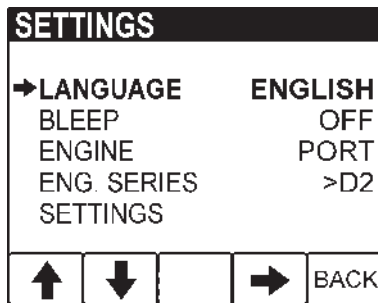 SETTINGS
LANGUAGE ENGLISH
BLEEP OFF
ENGINE PORT
ENG. SERIES >D2
SETTINGS
BACK